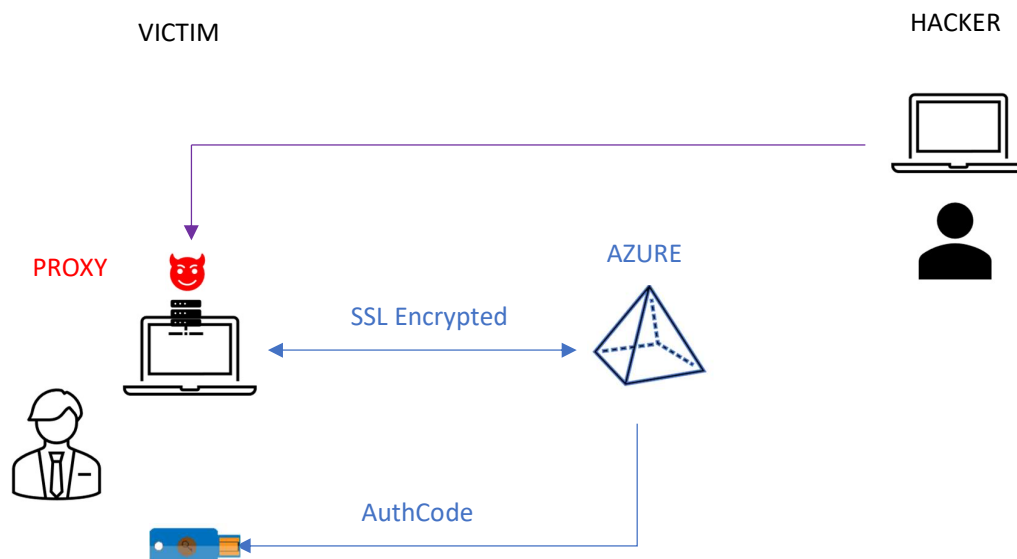 VICTIM
HACKER
PROXY
AZURE
SSL Encrypted
AuthCode